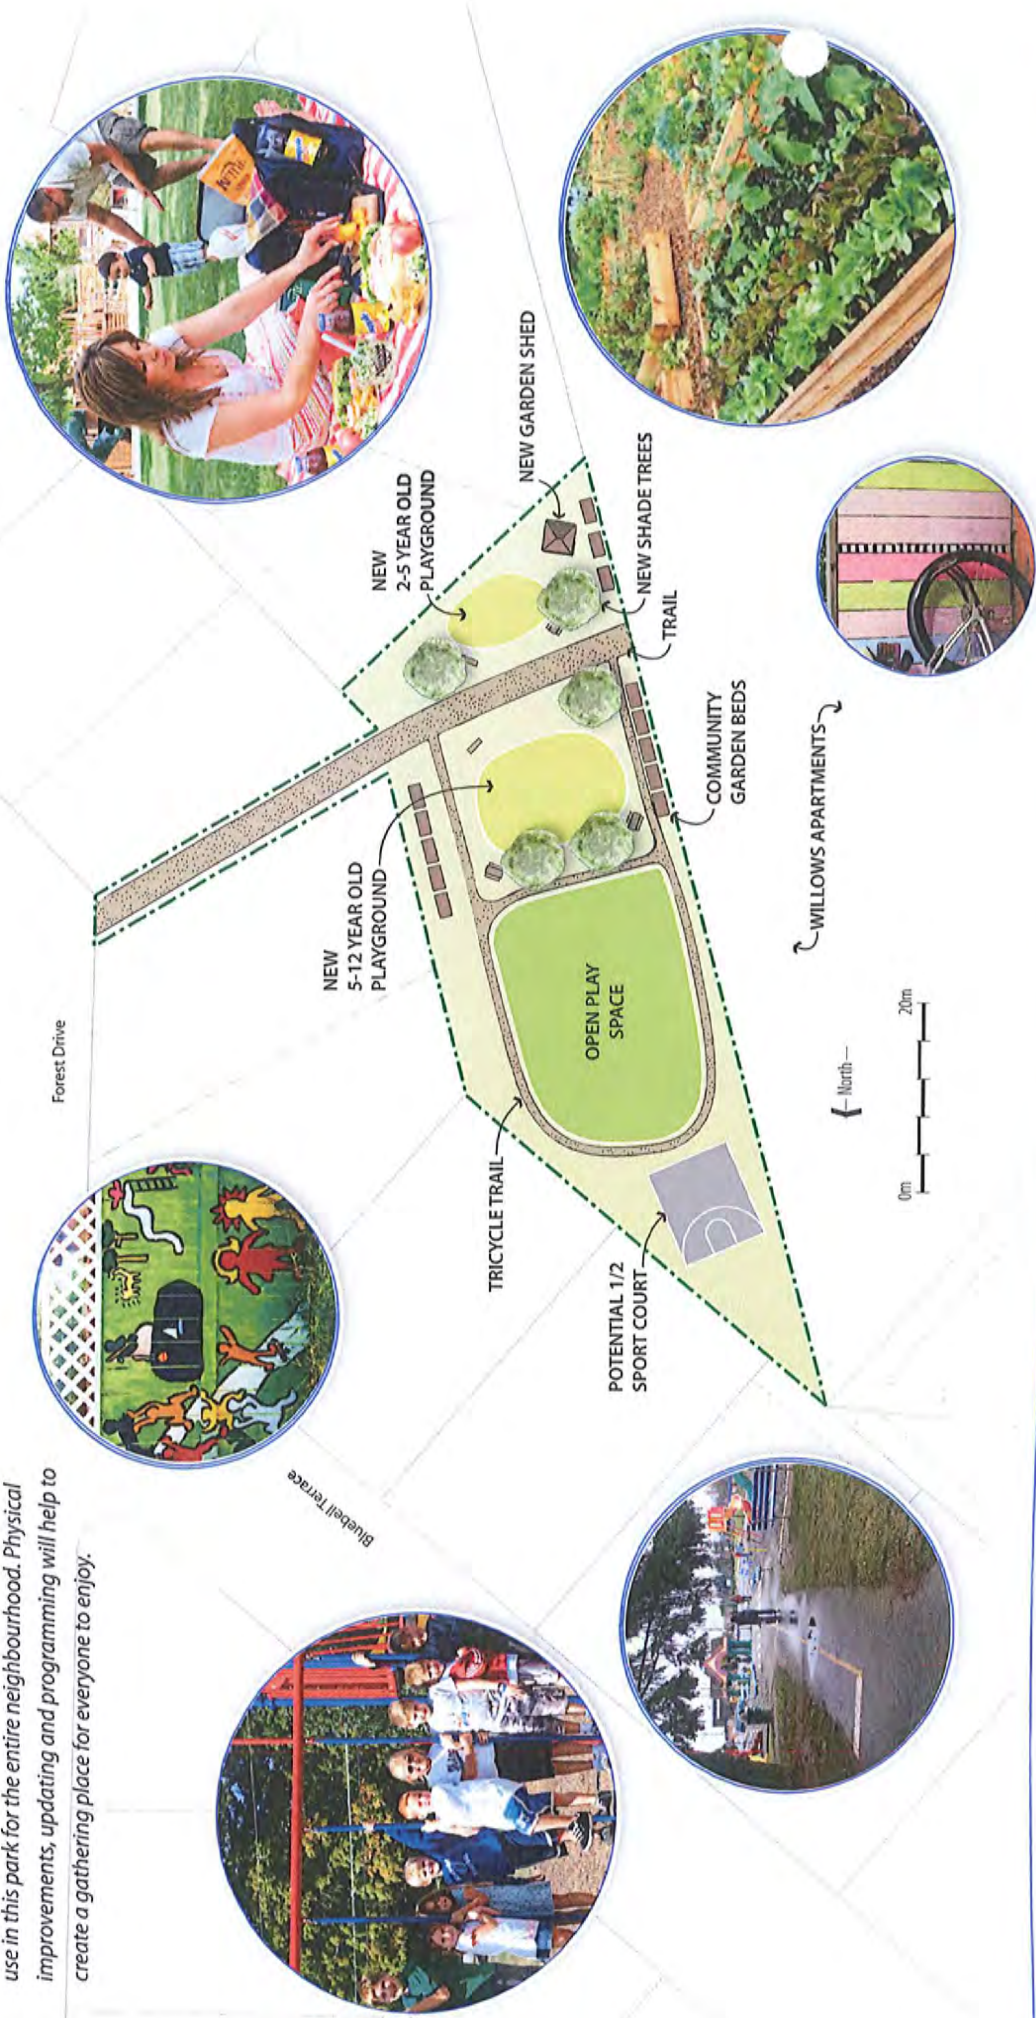 use in this park for the entire neighbourhood. Physical
improvements, updating and programming will help to
create a gathering place for everyone to enjoy.
Forest Drive
Bluebell Terrace
NEW
5-12 YEAR OLD
PLAYGROUND
NEW
2-5 YEAR OLD
PLAYGROUND
NEW GARDEN SHED
NEW SHADE TREES
TRAIL
COMMUNITY
GARDEN BEDS
WILLOWS APARTMENTS
OPEN PLAY
SPACE
TRICYCLE TRAIL
POTENTIAL 1/2
SPORT COURT
North
0m
20m